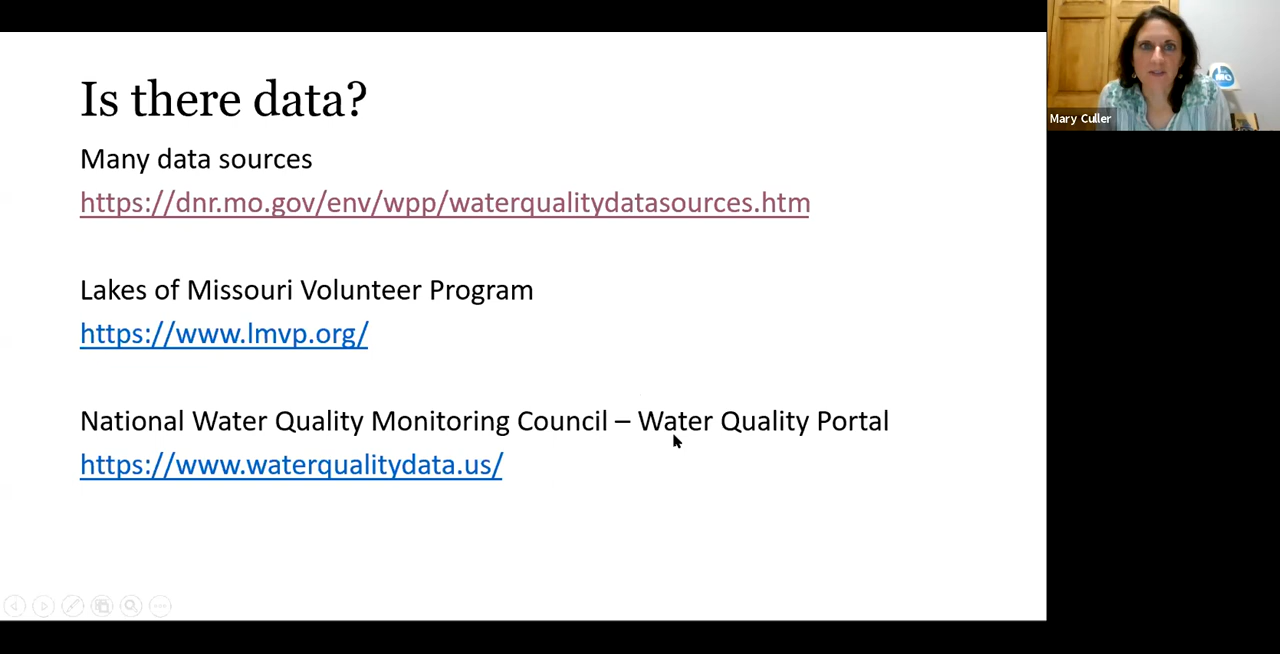 Is there data?
Many data sources
https://dnr.mo.gov/env/wpp/waterqualitydatasources.htm
Lakes of Missouri Volunteer Program
https://www.lmvp.org/
National Water Quality Monitoring Council – Water Quality Portal
https://www.waterqualitydata.us/
Mary Culler
MO